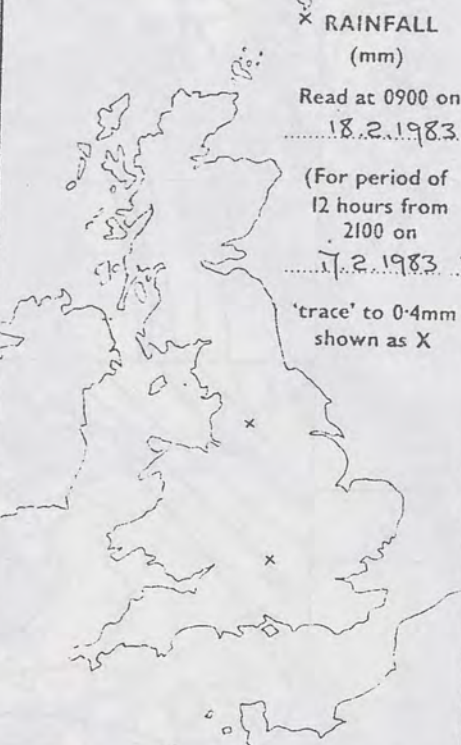 X RAINFALL
(mm)
Read at 0900 on
18.2.1983
(For period of
12 hours from
2100 on
17.2.1983
'trace' to 0·4mm
shown as X
X
X